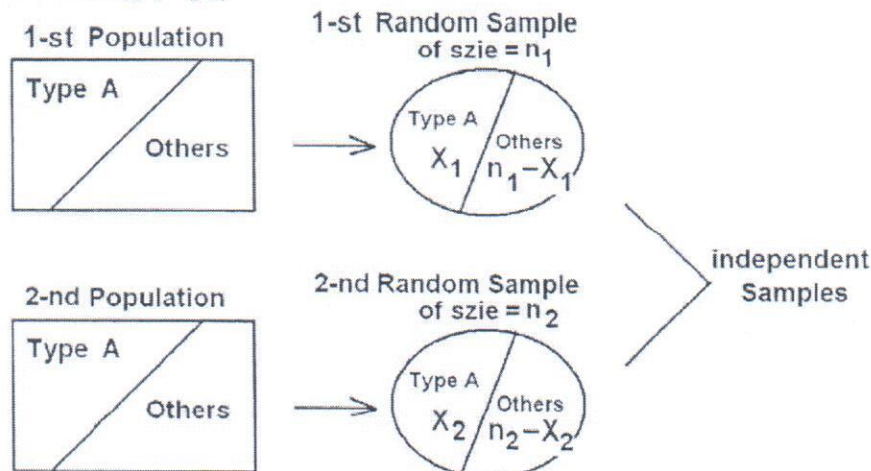 1-st Population
1-st Random Sample
of szie = n₁
Type A
Others
Type A
X₁
Others
n₁−X₁
independent
Samples
2-nd Population
2-nd Random Sample
of szie = n₂
Type A
Others
Type A
X₂
Others
n₂−X₂